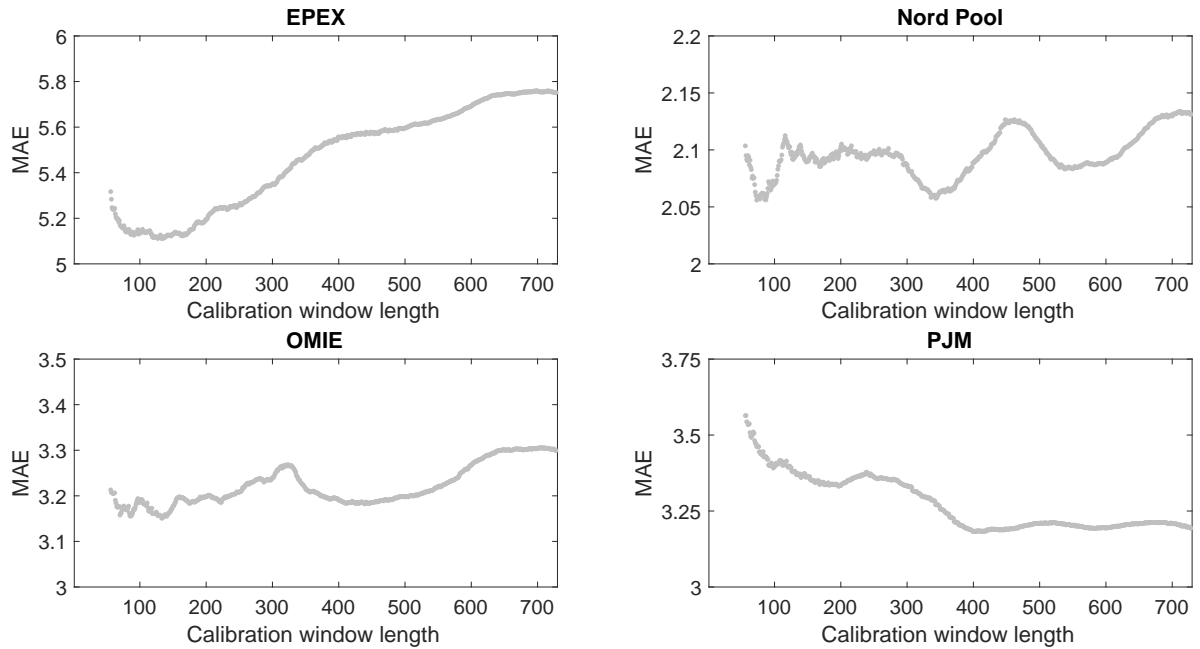 EPEX
6
5.8
5.6
5.4
5.2
5
MAE
100 200 300 400 500 600 700
Calibration window length
Nord Pool
2.2
2.15
2.1
2.05
2
MAE
100 200 300 400 500 600 700
Calibration window length
OMIE
3.5
3.4
3.3
3.2
3.1
3
MAE
100 200 300 400 500 600 700
Calibration window length
PJM
3.75
3.5
3.25
3
MAE
100 200 300 400 500 600 700
Calibration window length